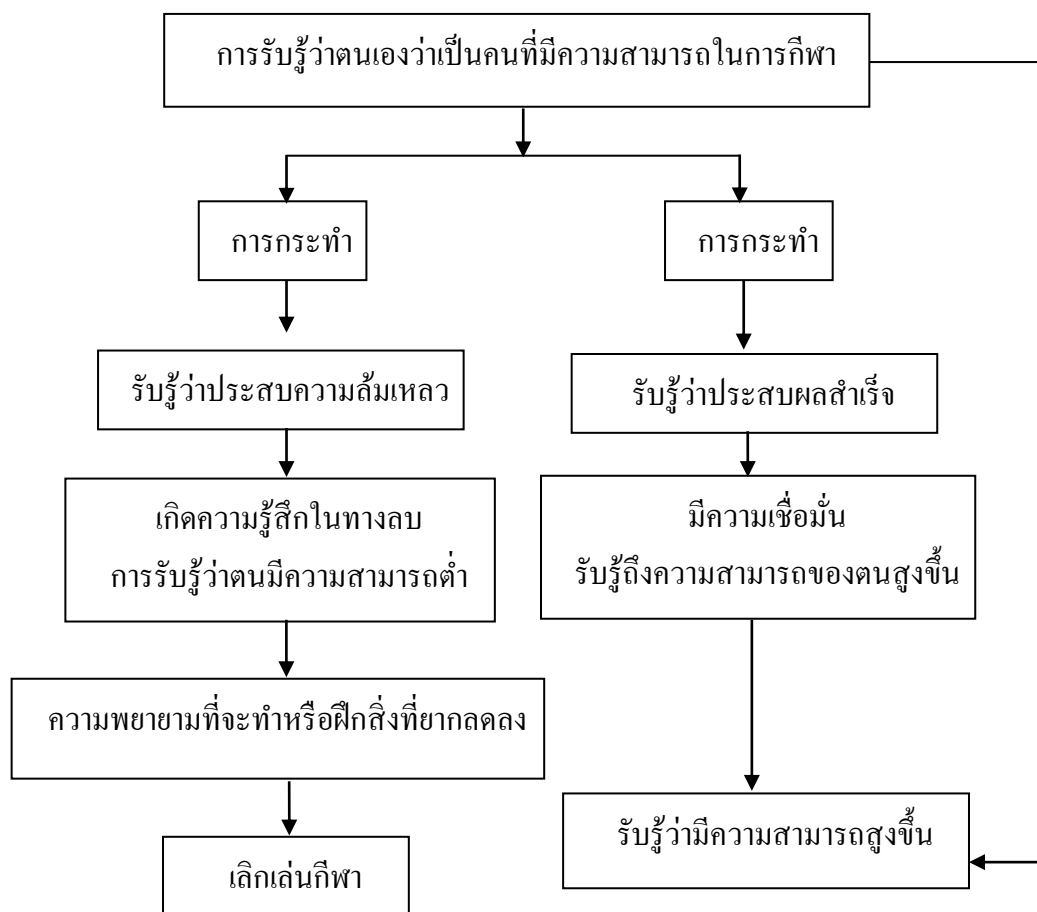 การรับรู้ว่าตนเองว่าเป็นคนที่มีความสามารถในการกีฬา
การกระทำ
การกระทำ
รับรู้ว่าประสบความล้มเหลว
รับรู้ว่าประสบผลสำเร็จ
เกิดความรู้สึกในทางลบ
การรับรู้ว่าตนมีความสามารถต่ำ
มีความเชื่อมั่น
รับรู้ถึงความสามารถของตนสูงขึ้น
ความพยายามที่จะทำหรือฝึกสิ่งที่ยากลดลง
รับรู้ว่ามีความสามารถสูงขึ้น
เลิกเล่นกีฬา